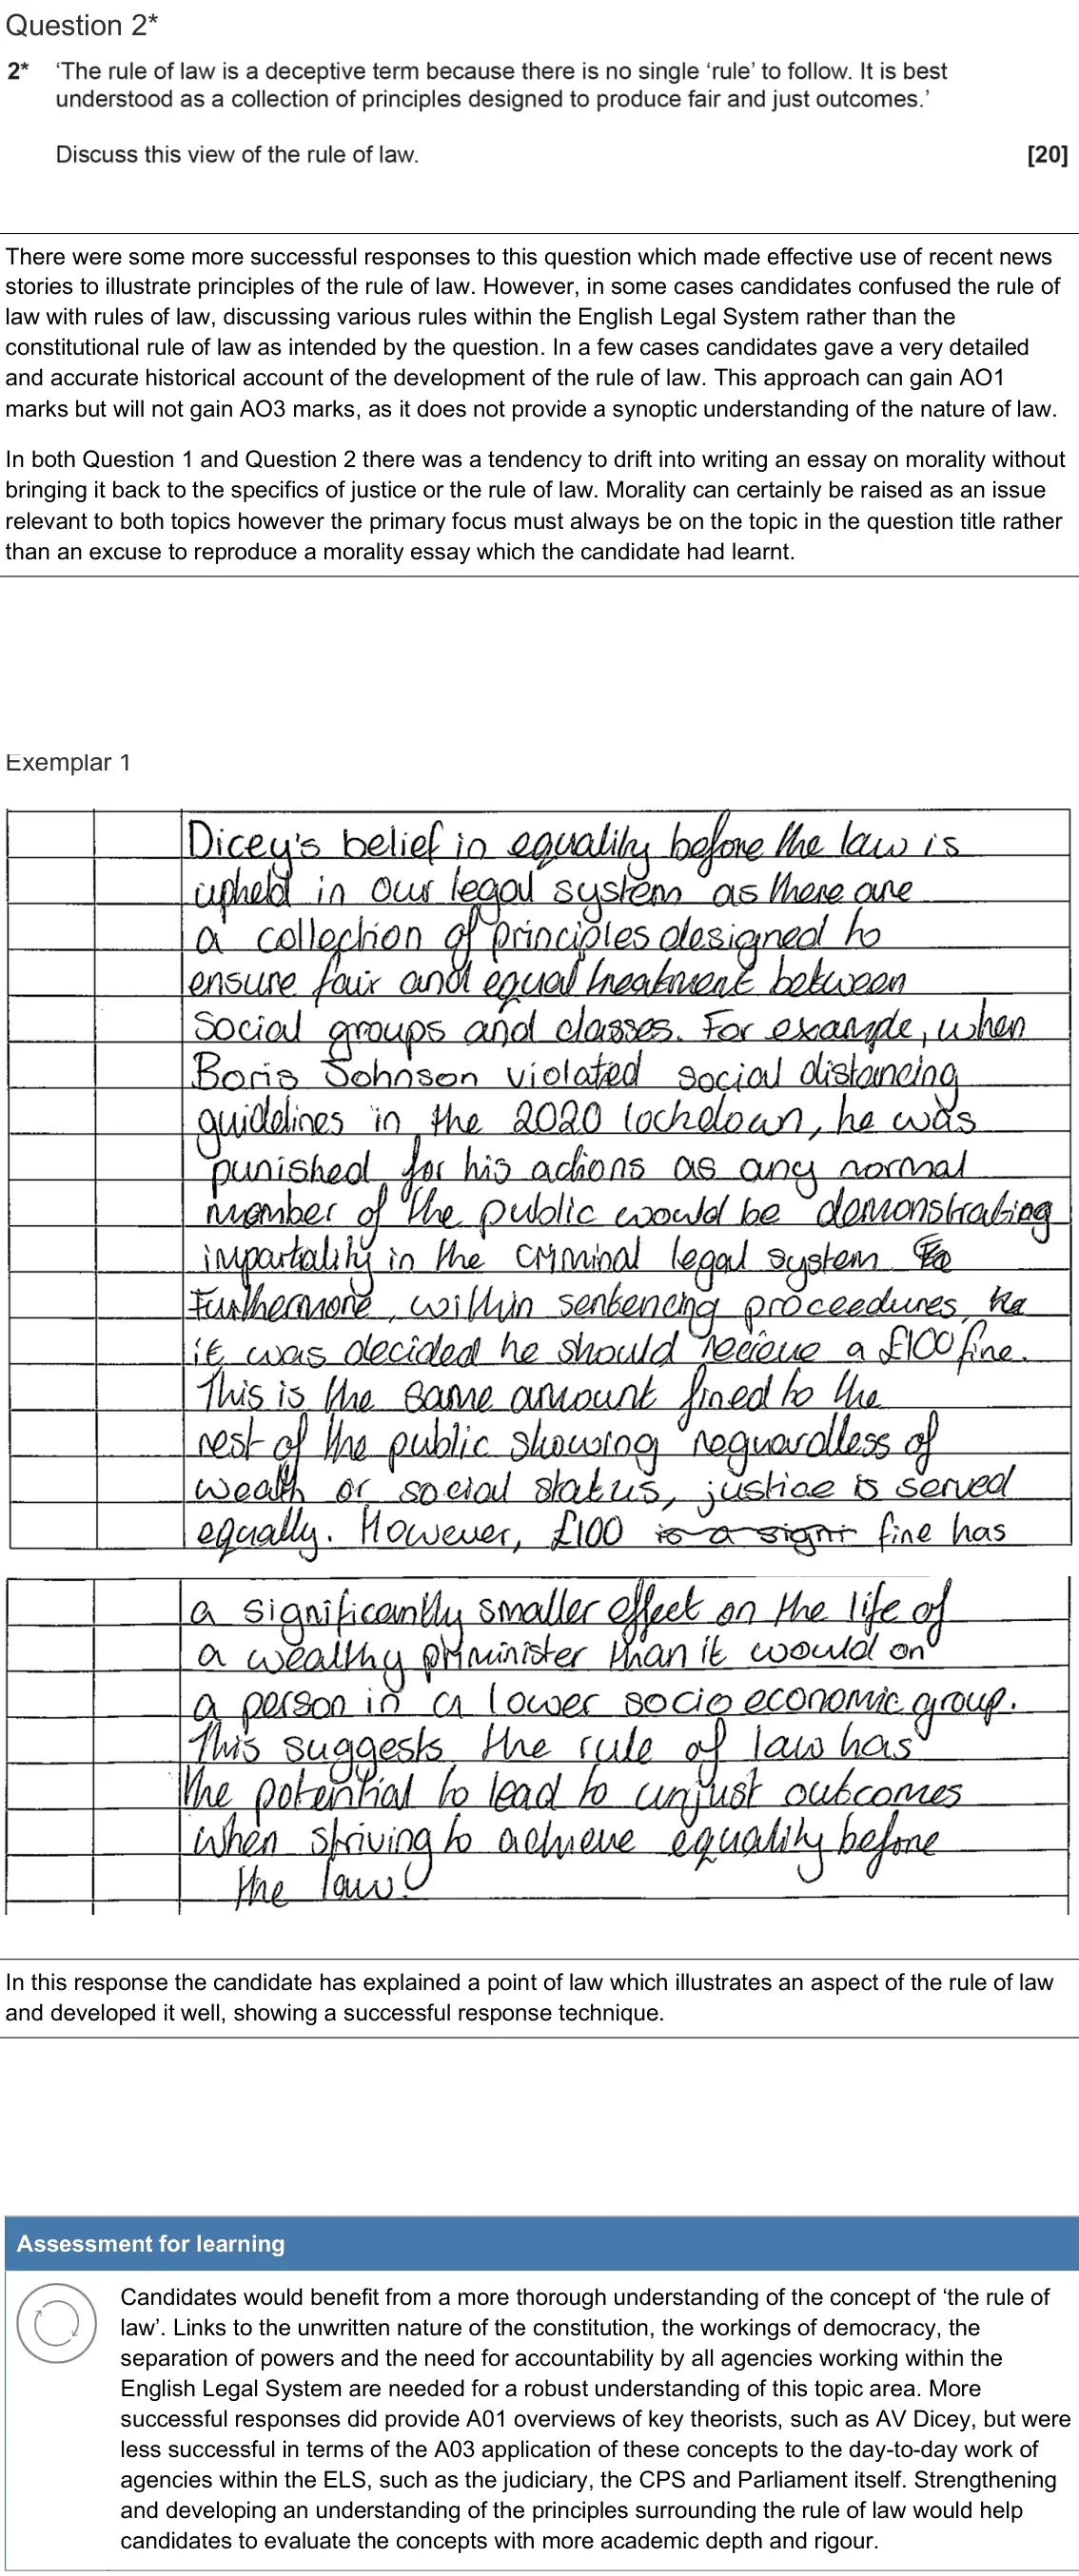 Question 2*
2* ‘The rule of law is a deceptive term because there is no single ‘rule’ to follow. It is best
understood as a collection of principles designed to produce fair and just outcomes.’
Discuss this view of the rule of law. [20]
There were some more successful responses to this question which made effective use of recent news
stories to illustrate principles of the rule of law. However, in some cases candidates confused the rule of
law with rules of law, discussing various rules within the English Legal System rather than the
constitutional rule of law as intended by the question. In a few cases candidates gave a very detailed
and accurate historical account of the development of the rule of law. This approach can gain AO1
marks but will not gain AO3 marks, as it does not provide a synoptic understanding of the nature of law.
In both Question 1 and Question 2 there was a tendency to drift into writing an essay on morality without
bringing it back to the specifics of justice or the rule of law. Morality can certainly be raised as an issue
relevant to both topics however the primary focus must always be on the topic in the question title rather
than an excuse to reproduce a morality essay which the candidate had learnt.
Exemplar 1
Dicey's belief in equality before the law is
upheld in our legal system as there are
a collection of principles designed to
ensure fair and equal treatment between
social groups and classes. For example, when
Boris Johnson violated social distancing
guidelines in the 2020 lockdown, he was
punished for his actions as any normal
member of the public would be demonstrating
impartality in the criminal legal system
Furthermore, within sentencing proceedures,
it was decided he should recieve a £100 fine.
This is the same amount fined to the
rest of the public showing reguardless of
wealth or social status, justice is served
equally. However, £100 is a signi fine has
a significantly smaller effect on the life of
a wealthy pminister than it would on
a person in a lower socio economic group.
This suggests the rule of law has
the potential to lead to unjust outcomes
when striving to achieve equality before
the law.
In this response the candidate has explained a point of law which illustrates an aspect of the rule of law
and developed it well, showing a successful response technique.
Assessment for learning
Candidates would benefit from a more thorough understanding of the concept of ‘the rule of
law’. Links to the unwritten nature of the constitution, the workings of democracy, the
separation of powers and the need for accountability by all agencies working within the
English Legal System are needed for a robust understanding of this topic area. More
successful responses did provide A01 overviews of key theorists, such as AV Dicey, but were
less successful in terms of the A03 application of these concepts to the day-to-day work of
agencies within the ELS, such as the judiciary, the CPS and Parliament itself. Strengthening
and developing an understanding of the principles surrounding the rule of law would help
candidates to evaluate the concepts with more academic depth and rigour.